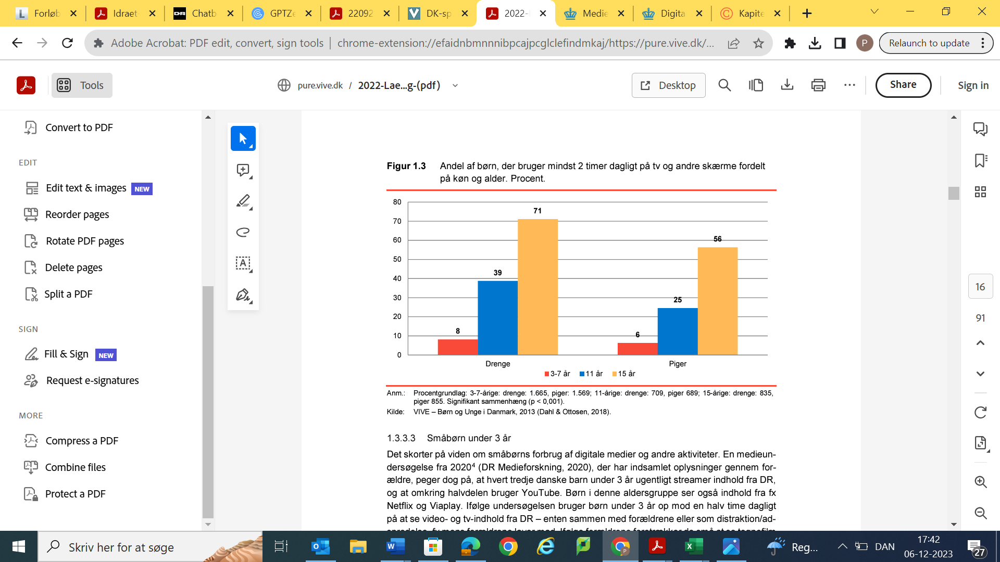 Forløb
Idraet-
Chatb
GPTZe
22092
DK-sp
2022-
Medie
Digita
Kapite
Adobe Acrobat: PDF edit, convert, sign tools | chrome-extension://efaidnbmnnnibpcajpcglclefindmkaj/https://pure.vive.dk/...
P
Relaunch to update
Tools
pure.vive.dk / 2022-Lae...g-(pdf)
Desktop
Share
Sign in
Convert to PDF
EDIT
Edit text & images NEW
Reorder pages
Rotate PDF pages
Delete pages
Split a PDF
SIGN
Fill & Sign NEW
Request e-signatures
MORE
Compress a PDF
Combine files
Protect a PDF
Figur 1.3 Andel af børn, der bruger mindst 2 timer dagligt på tv og andre skærme fordelt
på køn og alder. Procent.
80
70
60
50
40
30
20
10
0
8
39
71
6
25
56
Drenge
Piger
3-7 år 11 år 15 år
Anm.: Procentgrundlag: 3-7-årige: drenge: 1.665, piger: 1.569; 11-årige: drenge: 709, piger 689; 15-årige: drenge: 835,
piger 855. Signifikant sammenhæng (p < 0,001).
Kilde: VIVE – Børn og Unge i Danmark, 2013 (Dahl & Ottosen, 2018).
1.3.3.3 Småbørn under 3 år
Det skorter på viden om småbørns forbrug af digitale medier og andre aktiviteter. En medieun-
dersøgelse fra 2020⁴ (DR Medieforskning, 2020), der har indsamlet oplysninger gennem for-
ældre, peger dog på, at hvert tredje danske barn under 3 år ugentligt streamer indhold fra DR,
og at omkring halvdelen bruger YouTube. Børn i denne aldersgruppe ser også indhold fra fx
Netflix og Viaplay. Ifølge undersøgelsen bruger børn under 3 år op mod en halv time dagligt
på at se video- og tv-indhold fra DR – enten sammen med forældrene eller som distraktion/ad-
16
91
Skriv her for at søge
Reg...
DAN
17:42
06-12-2023
27